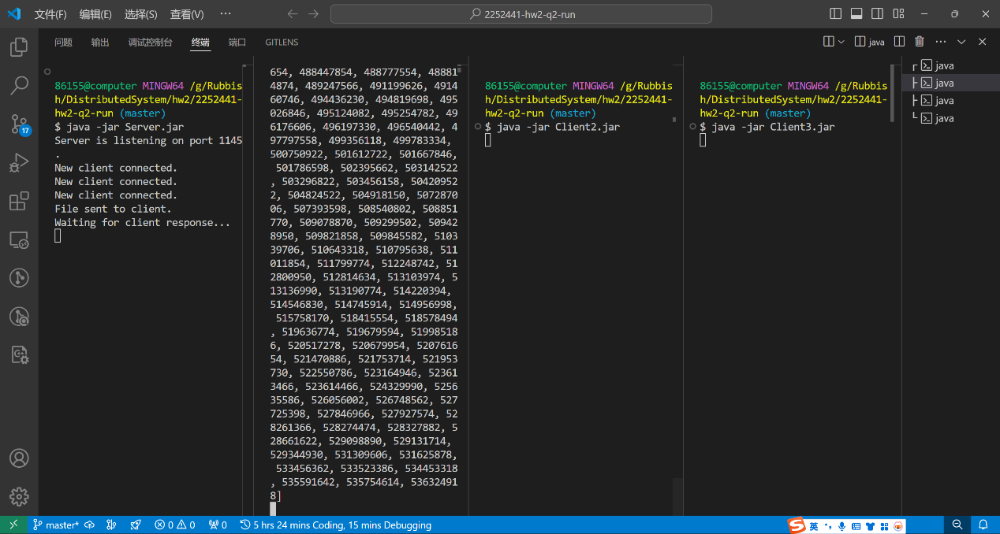 文件(F) 编辑(E) 选择(S) 查看(V) ···
2252441-hw2-q2-run
问题 输出 调试控制台 终端 端口 GITLENS
java
86155@computer MINGW64 /g/Rubbis
h/DistributedSystem/hw2/2252441-
hw2-q2-run (master)
$ java -jar Server.jar
Server is listening on port 1145
.
New client connected.
New client connected.
New client connected.
File sent to client.
Waiting for client response...
654, 488447854, 488777554, 48881
4874, 489247566, 491199626, 4914
60746, 494436230, 494819698, 495
026846, 495124082, 495254782, 49
6176606, 496197330, 496540442, 4
97797558, 499356118, 499783334,
500750922, 501612722, 501667846,
501786598, 502395662, 503142522
, 503296822, 503456158, 50420952
2, 504824522, 504918150, 5072870
06, 507393598, 508540802, 508851
770, 509078870, 509299502, 50942
8950, 509821858, 509845582, 5103
39706, 510643318, 510795638, 511
011854, 511799774, 512248742, 51
2800950, 512814634, 513103974, 5
13136990, 513190774, 514220394,
514546830, 514745914, 514956998,
515758170, 518415554, 518578494
, 519636774, 519679594, 51998518
6, 520517278, 520679954, 5207616
54, 521470886, 521753714, 521953
730, 522550786, 523164946, 52361
3466, 523614466, 524329990, 5256
35586, 526056002, 526748562, 527
725398, 527846966, 527927574, 52
8261366, 528274474, 528327882, 5
28661622, 529098890, 529131714,
529344930, 531309606, 531625878,
533456362, 533523386, 534453318
, 535591642, 535754614, 53632491
8]
86155@computer MINGW64 /g/Rubbis
h/DistributedSystem/hw2/2252441-
hw2-q2-run (master)
$ java -jar Client2.jar
86155@computer MINGW64 /g/Rubbis
h/DistributedSystem/hw2/2252441-
hw2-q2-run (master)
$ java -jar Client3.jar
java
java
java
java
17
master* 0 0 0 5 hrs 24 mins Coding, 15 mins Debugging
S 英